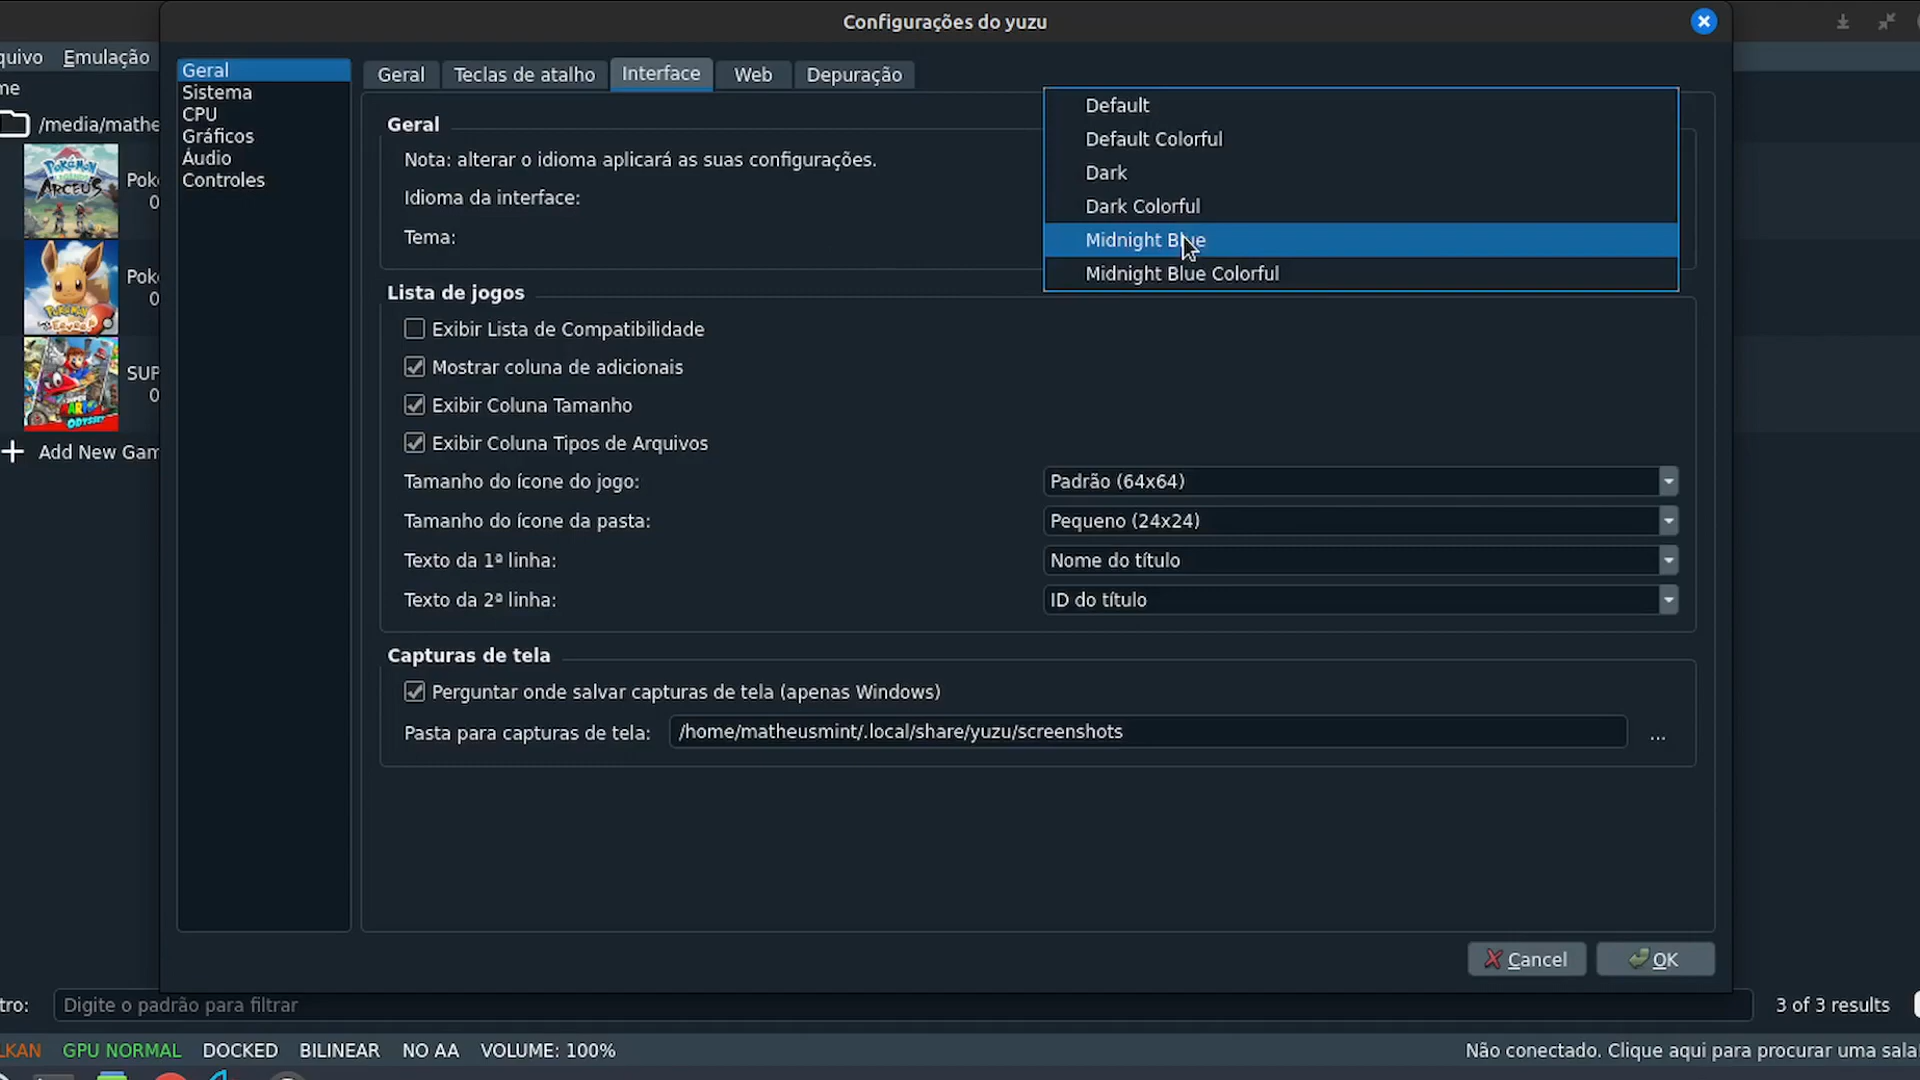 Configurações do yuzu
quivo Emulação
me
/media/mathe
Pok
0
Pok
0
SUP
0
Add New Gam
Geral
Sistema
CPU
Gráficos
Áudio
Controles
Geral Teclas de atalho Interface Web Depuração
Geral
Nota: alterar o idioma aplicará as suas configurações.
Idioma da interface:
Tema:
Default
Default Colorful
Dark
Dark Colorful
Midnight Blue
Midnight Blue Colorful
Lista de jogos
Exibir Lista de Compatibilidade
Mostrar coluna de adicionais
Exibir Coluna Tamanho
Exibir Coluna Tipos de Arquivos
Tamanho do ícone do jogo: Padrão (64x64)
Tamanho do ícone da pasta: Pequeno (24x24)
Texto da 1ª linha: Nome do título
Texto da 2ª linha: ID do título
Capturas de tela
Perguntar onde salvar capturas de tela (apenas Windows)
Pasta para capturas de tela: /home/matheusmint/.local/share/yuzu/screenshots ...
Cancel OK
tro: Digite o padrão para filtrar 3 of 3 results
LKAN GPU NORMAL DOCKED BILINEAR NO AA VOLUME: 100% Não conectado. Clique aqui para procurar uma sala